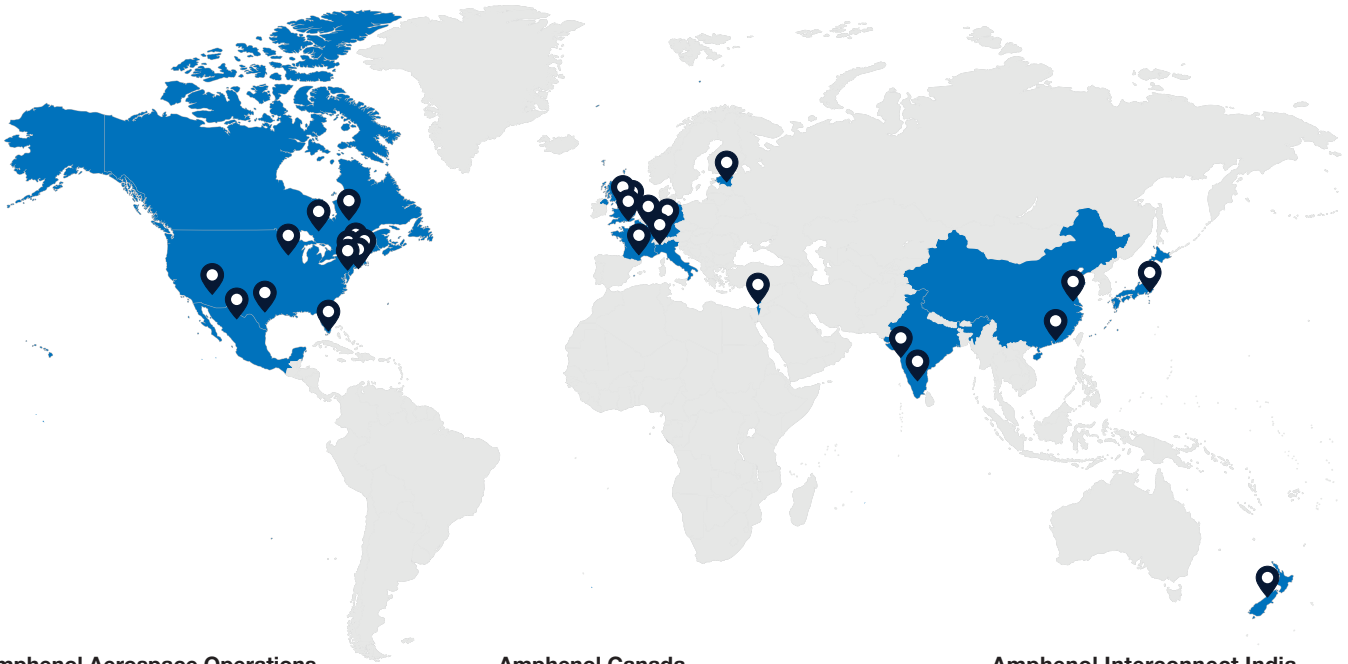 Amphenol Aerospace Operations
Amphenol Canada
Amphenol Interconnect India